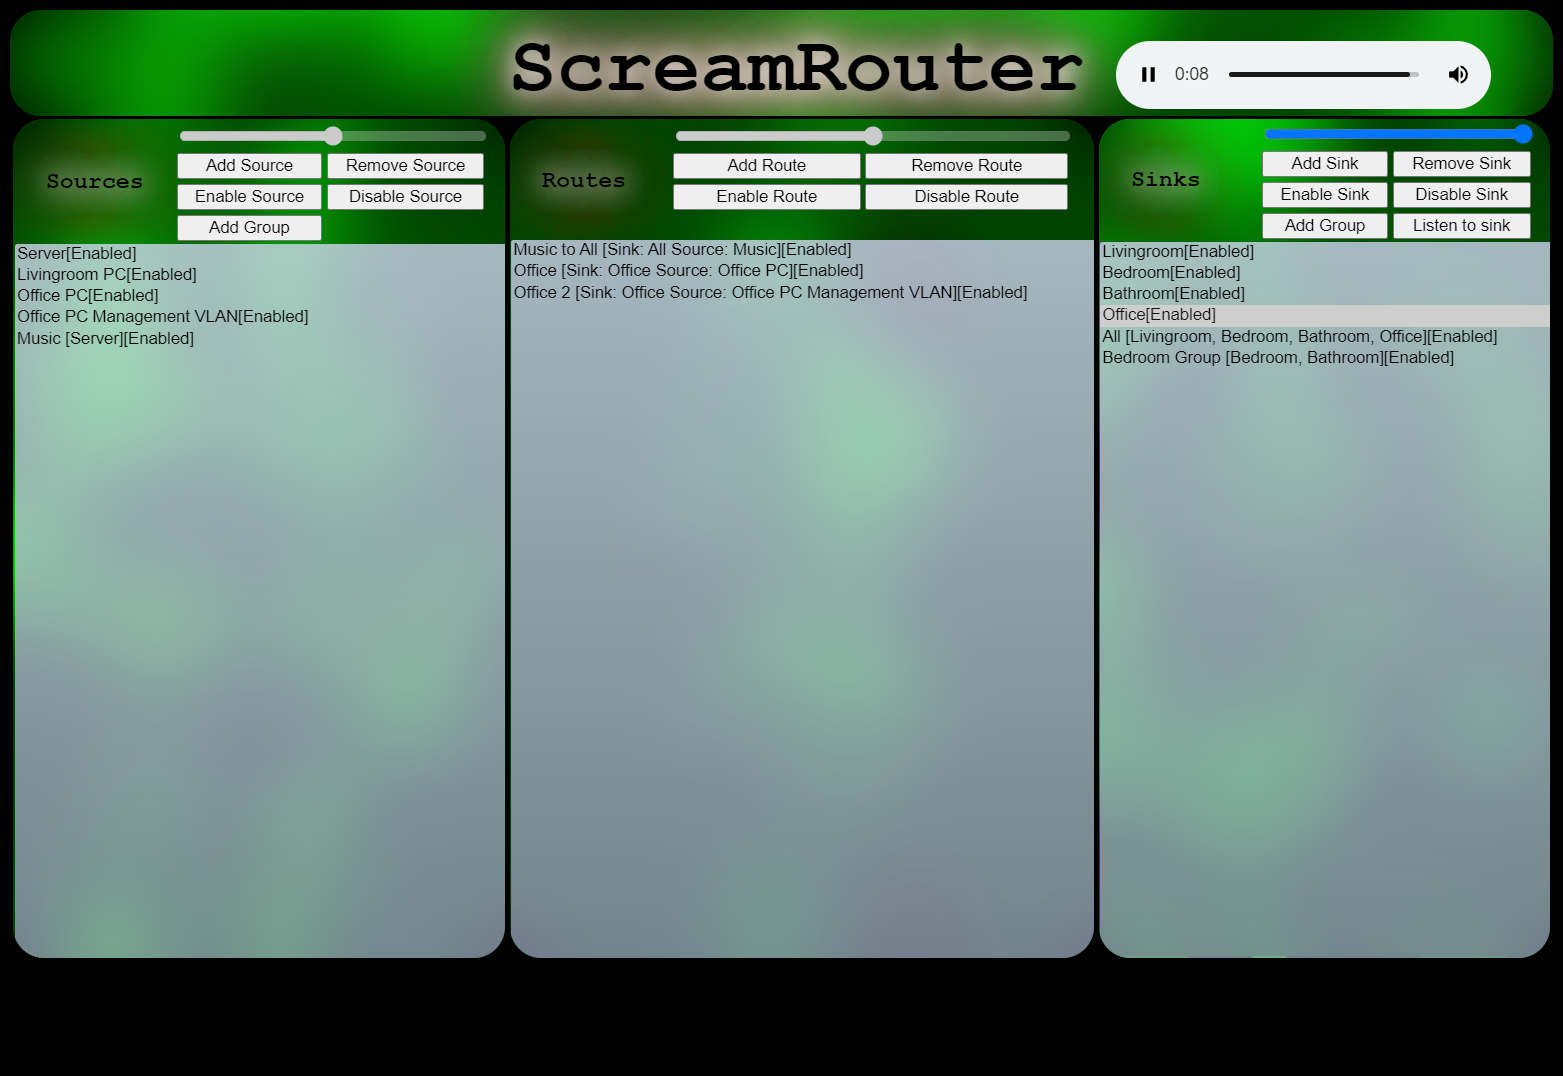 ScreamRouter
0:08
Sources
Add Source
Remove Source
Enable Source
Disable Source
Add Group
Server[Enabled]
Livingroom PC[Enabled]
Office PC[Enabled]
Office PC Management VLAN[Enabled]
Music [Server][Enabled]
Routes
Add Route
Remove Route
Enable Route
Disable Route
Music to All [Sink: All Source: Music][Enabled]
Office [Sink: Office Source: Office PC][Enabled]
Office 2 [Sink: Office Source: Office PC Management VLAN][Enabled]
Sinks
Add Sink
Remove Sink
Enable Sink
Disable Sink
Add Group
Listen to sink
Livingroom[Enabled]
Bedroom[Enabled]
Bathroom[Enabled]
Office[Enabled]
All [Livingroom, Bedroom, Bathroom, Office][Enabled]
Bedroom Group [Bedroom, Bathroom][Enabled]